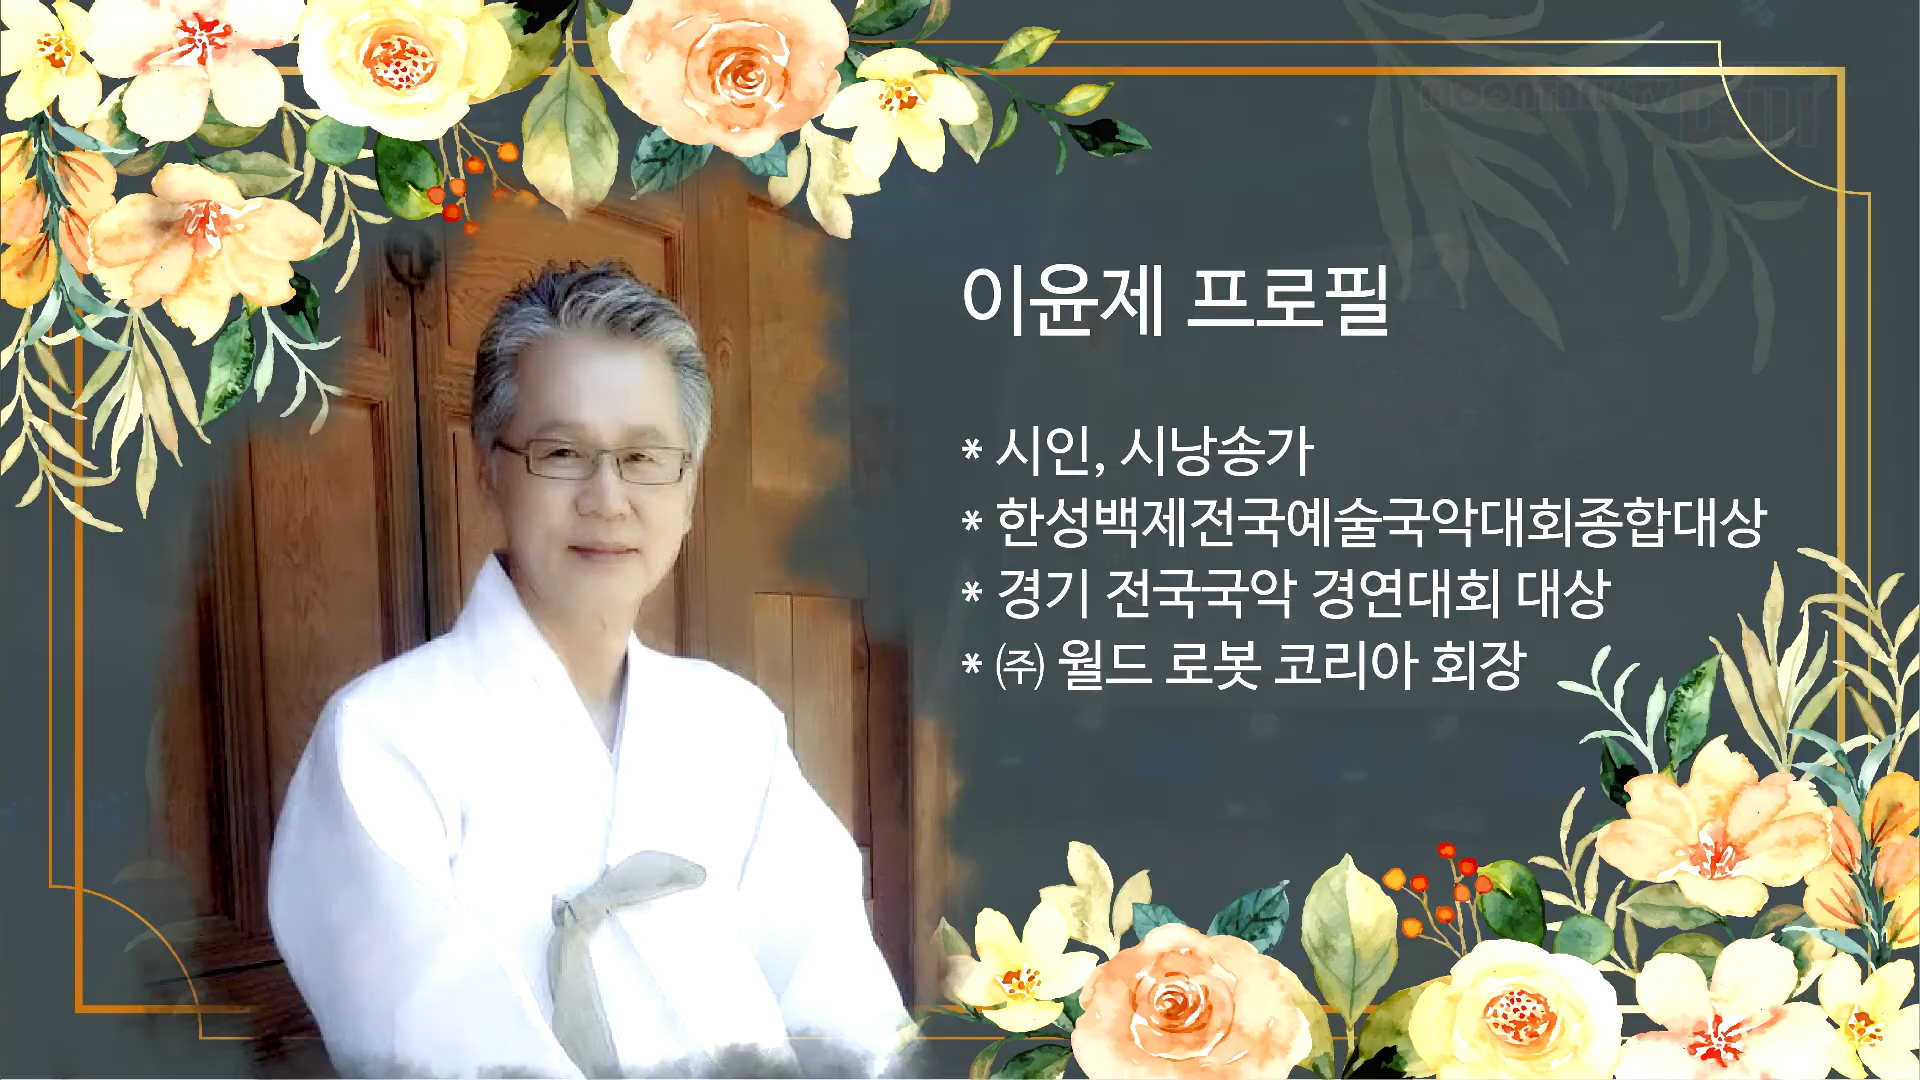 이윤제 프로필
* 시인, 시낭송가
* 한성백제전국예술국악대회종합대상
* 경기 전국국악 경연대회 대상
* ㈜ 월드 로봇 코리아 회장